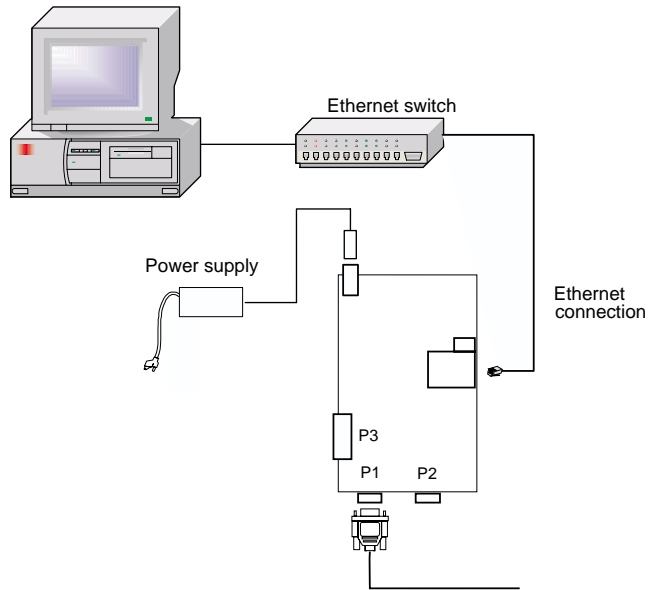 Ethernet switch
Power supply
Ethernet
connection
P3
P1
P2